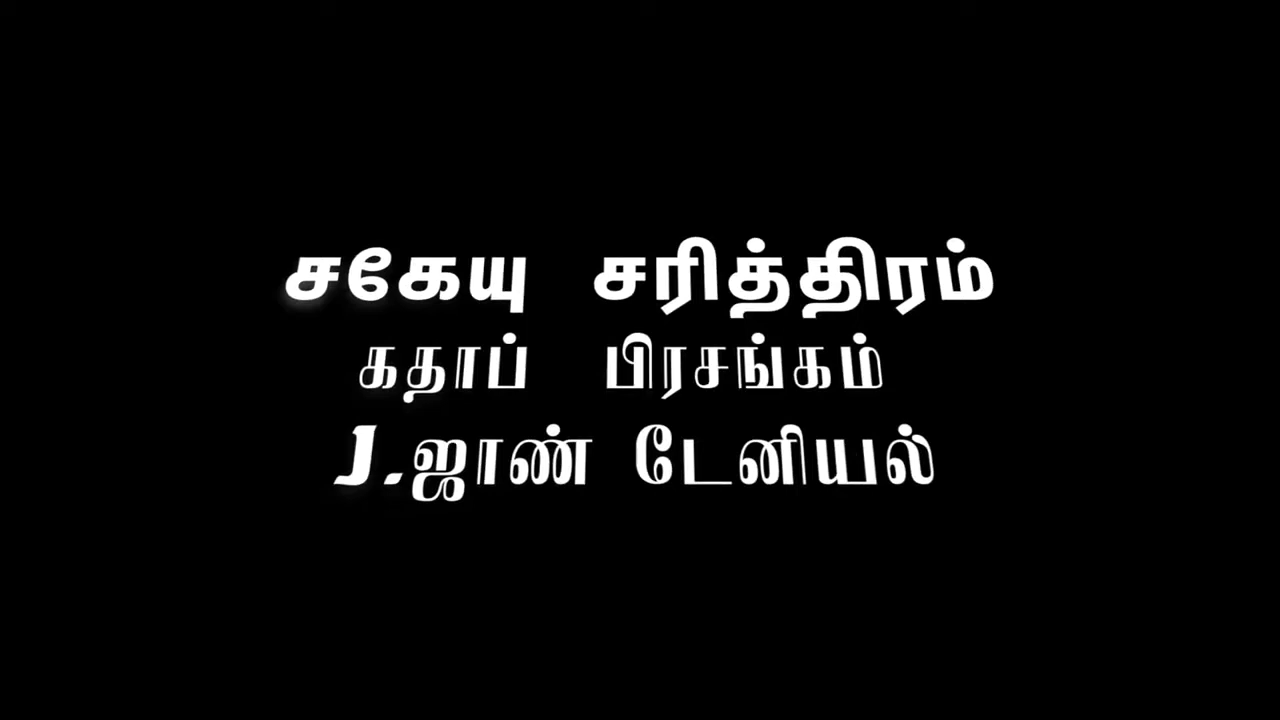 சகேயு சரித்திரம்
கதாப் பிரசங்கம்
J.ஜாண் டேனியல்